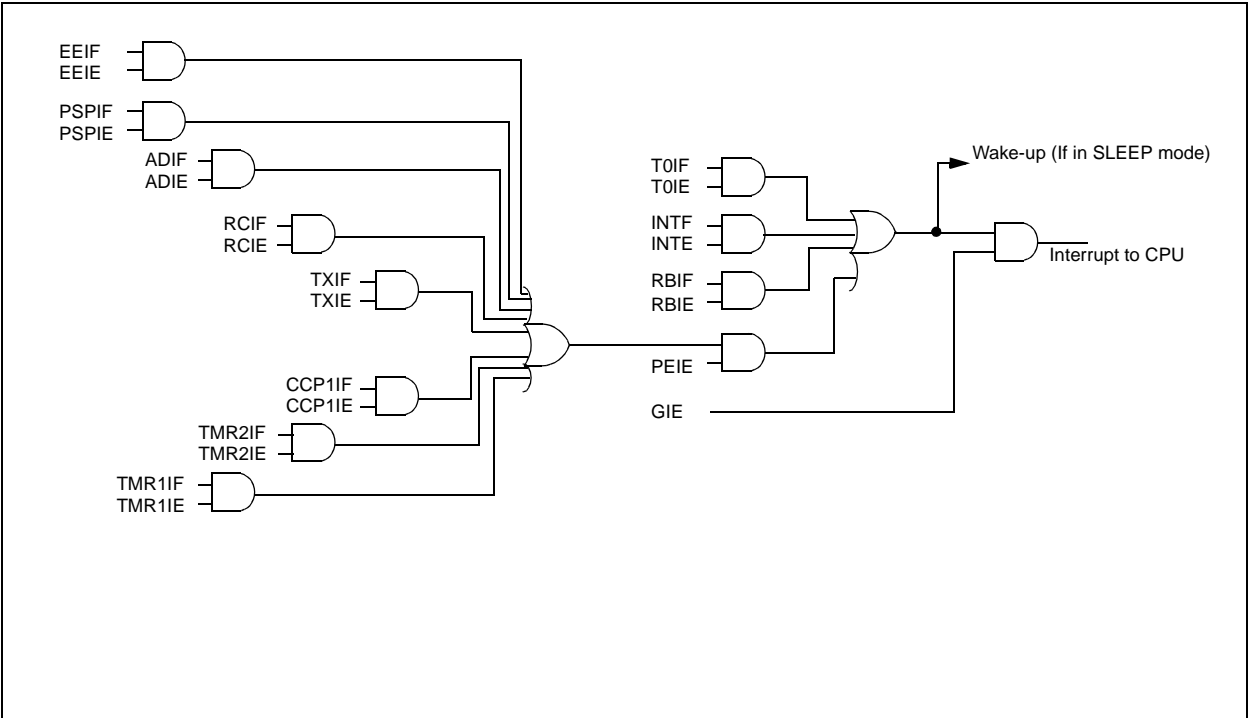 EEIF
EEIE
PSPIF
PSPIE
ADIF
ADIE
RCIF
RCIE
TXIF
TXIE
CCP1IF
CCP1IE
TMR2IF
TMR2IE
TMR1IF
TMR1IE
T0IF
T0IE
INTF
INTE
RBIF
RBIE
PEIE
GIE
Wake-up (If in SLEEP mode)
Interrupt to CPU